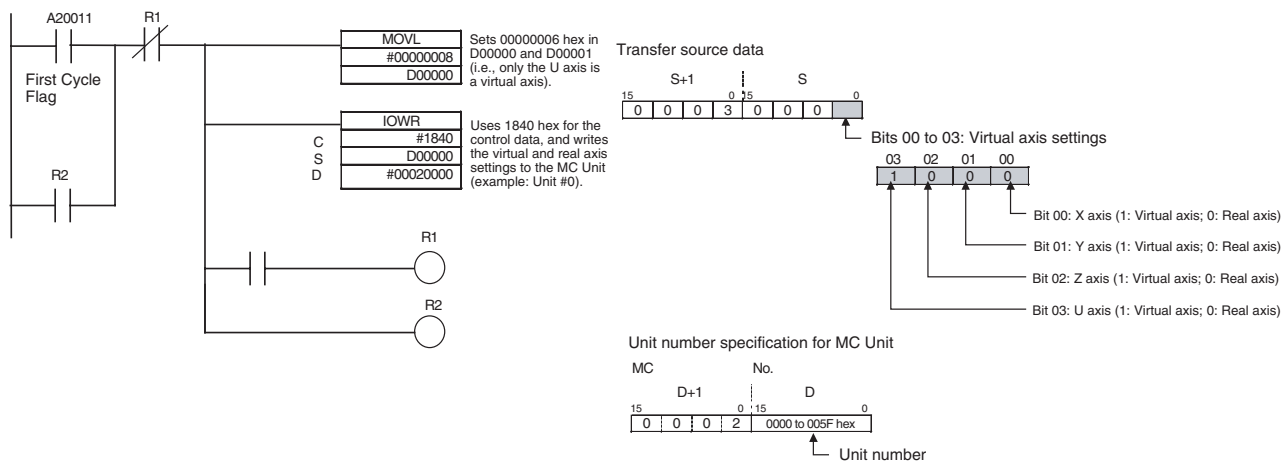 A20011
R1
First Cycle
Flag
R2
MOVL
#00000008
D00000
Sets 00000006 hex in
D00000 and D00001
(i.e., only the U axis is
a virtual axis).
IOWR
C #1840
S D00000
D #00020000
Uses 1840 hex for the
control data, and writes
the virtual and real axis
settings to the MC Unit
(example: Unit #0).
R1
R2
Transfer source data
S+1 S
15 0 15 0
0 0 0 3 0 0 0
Bits 00 to 03: Virtual axis settings
03 02 01 00
1 0 0 0
Bit 00: X axis (1: Virtual axis; 0: Real axis)
Bit 01: Y axis (1: Virtual axis; 0: Real axis)
Bit 02: Z axis (1: Virtual axis; 0: Real axis)
Bit 03: U axis (1: Virtual axis; 0: Real axis)
Unit number specification for MC Unit
MC No.
D+1 D
15 0 15 0
0 0 0 2 0000 to 005F hex
Unit number